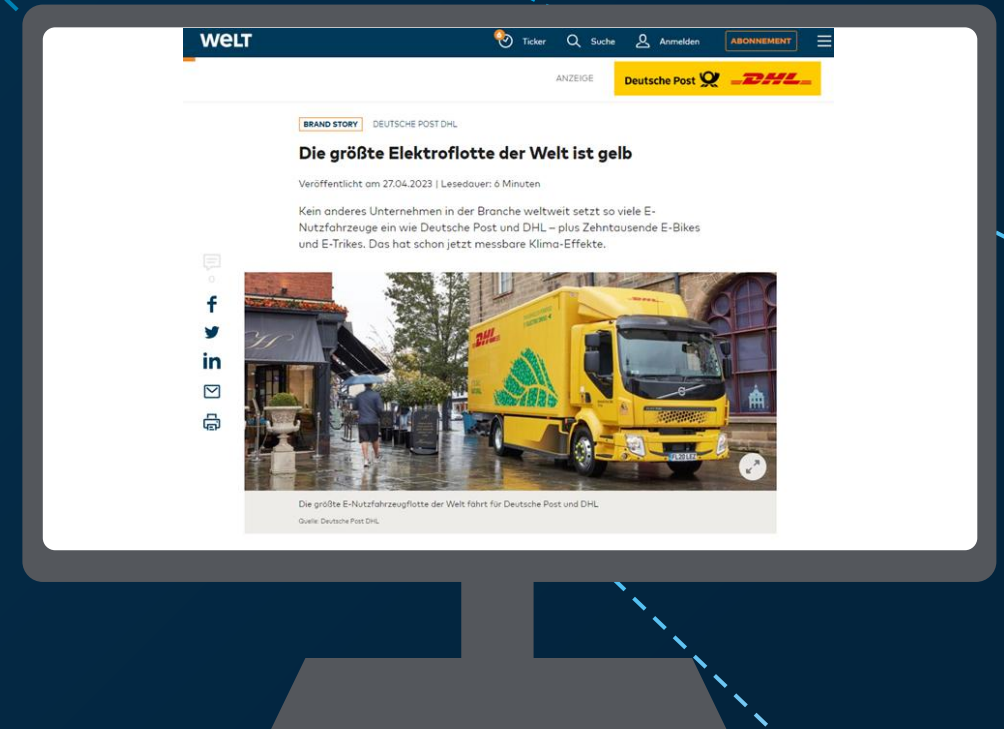 WELT
Ticker
Suche
Anmelden
ABONNEMENT
ANZEIGE
Deutsche Post
DHL
BRAND STORY
DEUTSCHE POST DHL
Die größte Elektroflotte der Welt ist gelb
Veröffentlicht am 27.04.2023 | Lesedauer: 6 Minuten
Kein anderes Unternehmen in der Branche weltweit setzt so viele E-
Nutzfahrzeuge ein wie Deutsche Post und DHL – plus Zehntausende E-Bikes
und E-Trikes. Das hat schon jetzt messbare Klima-Effekte.
0
DHL
DHL
Die größte E-Nutzfahrzeugflotte der Welt fährt für Deutsche Post und DHL
Quelle: Deutsche Post DHL